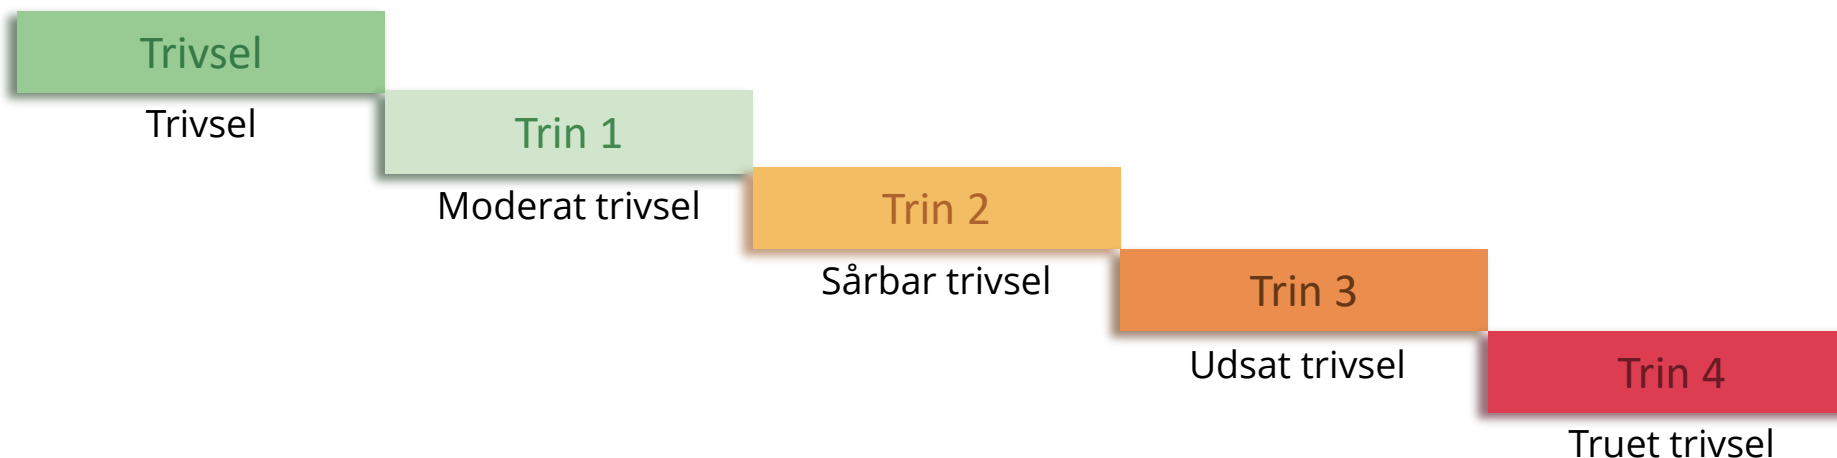 Trivsel
Trivsel
Trin 1
Moderat trivsel
Trin 2
Sårbar trivsel
Trin 3
Udsat trivsel
Trin 4
Truet trivsel